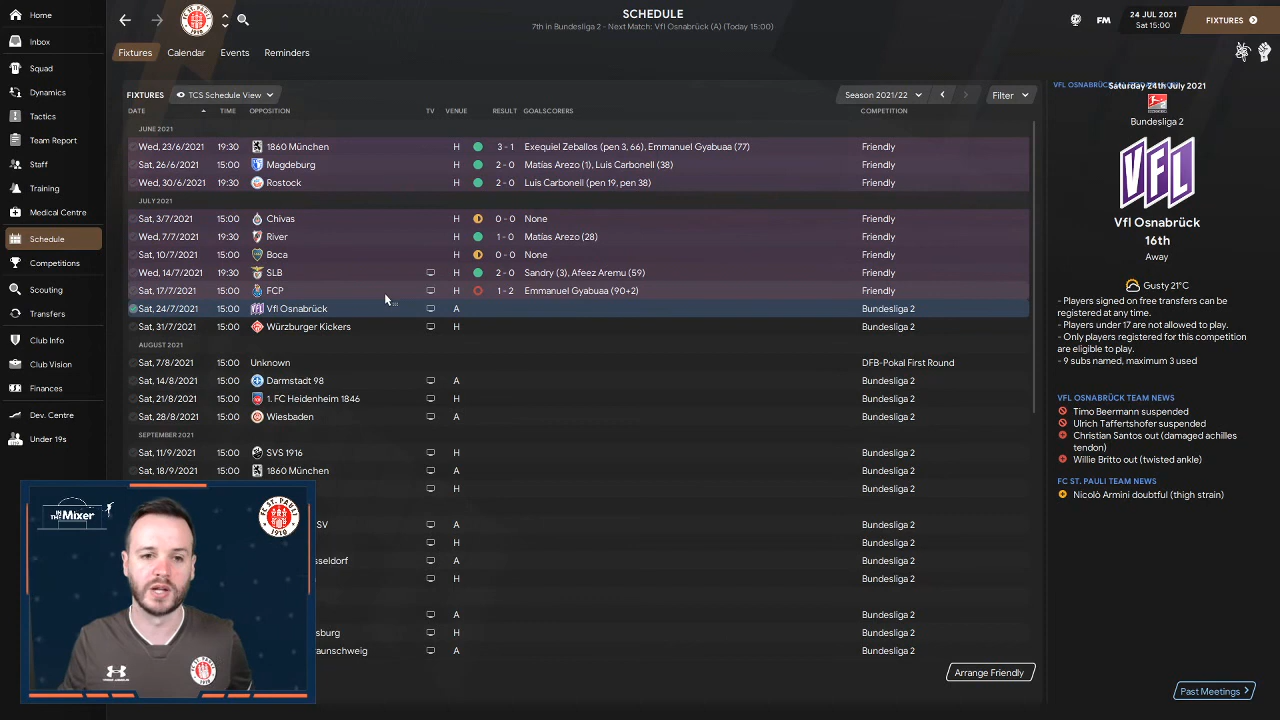 Home
Inbox
Squad
Dynamics
Tactics
Team Report
Staff
Training
Medical Centre
Schedule
Competitions
Scouting
Transfers
Club Info
Club Vision
Finances
Dev. Centre
Under 19s
SCHEDULE
7th in Bundesliga 2 - Next Match: Vfl Osnabrück (A) (Today 15:00)
FM
24 JUL 2021
Sat 15:00
FIXTURES
Fixtures Calendar Events Reminders
FIXTURES TCS Schedule View Season 2021/22 Filter
DATE TIME OPPOSITION TV VENUE RESULT GOALSCORERS COMPETITION
JUNE 2021
Wed, 23/6/2021 19:30 1860 München H 3 - 1 Exequiel Zeballos (pen 3, 66), Emmanuel Gyabuaa (77) Friendly
Sat, 26/6/2021 15:00 Magdeburg H 2 - 0 Matías Arezo (1), Luis Carbonell (38) Friendly
Wed, 30/6/2021 19:30 Rostock H 2 - 0 Luis Carbonell (pen 19, pen 38) Friendly
JULY 2021
Sat, 3/7/2021 15:00 Chivas H 0 - 0 None Friendly
Wed, 7/7/2021 19:30 River H 1 - 0 Matías Arezo (28) Friendly
Sat, 10/7/2021 15:00 Boca H 0 - 0 None Friendly
Wed, 14/7/2021 19:30 SLB H 2 - 0 Sandry (3), Afeez Aremu (59) Friendly
Sat, 17/7/2021 15:00 FCP H 1 - 2 Emmanuel Gyabuaa (90+2) Friendly
Sat, 24/7/2021 15:00 Vfl Osnabrück A Bundesliga 2
Sat, 31/7/2021 15:00 Würzburger Kickers H Bundesliga 2
AUGUST 2021
Sat, 7/8/2021 15:00 Unknown DFB-Pokal First Round
Sat, 14/8/2021 15:00 Darmstadt 98 A Bundesliga 2
Sat, 21/8/2021 15:00 1. FC Heidenheim 1846 H Bundesliga 2
Sat, 28/8/2021 15:00 Wiesbaden A Bundesliga 2
SEPTEMBER 2021
Sat, 11/9/2021 15:00 SVS 1916 H Bundesliga 2
Sat, 18/9/2021 15:00 1860 München A Bundesliga 2
H Bundesliga 2
SV A Bundesliga 2
H Bundesliga 2
sseldorf A Bundesliga 2
H Bundesliga 2
A Bundesliga 2
sburg H Bundesliga 2
aunschweig A Bundesliga 2
Arrange Friendly
Saturday 24th July 2021
Bundesliga 2
VFL
Vfl Osnabrück
16th
Away
Gusty 21°C
- Players signed on free transfers can be
registered at any time.
- Players under 17 are not allowed to play.
- Only players registered for this competition
are eligible to play.
- 9 subs named, maximum 3 used
VFL OSNABRÜCK TEAM NEWS
Timo Beermann suspended
Ulrich Taffertshofer suspended
Christian Santos out (damaged achilles
tendon)
Willie Britto out (twisted ankle)
FC ST. PAULI TEAM NEWS
Nicolò Armini doubtful (thigh strain)
Past Meetings
IN THE Mixer
FC ST. PAULI
1910
UNDER ARMOUR